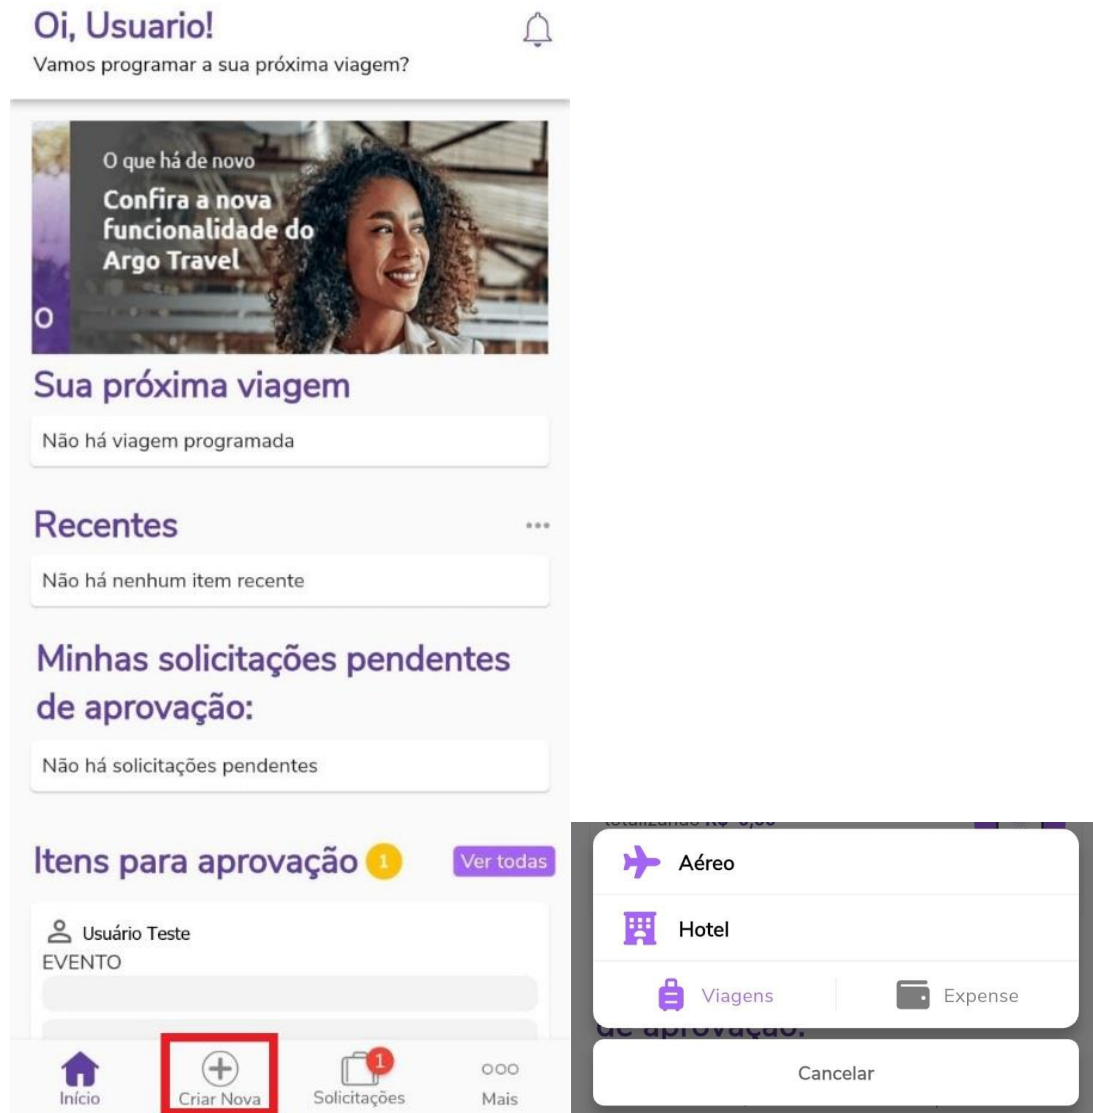 Oi, Usuario!
Vamos programar a sua próxima viagem?
O que há de novo
Confira a nova
funcionalidade do
Argo Travel
O
Sua próxima viagem
Não há viagem programada
Recentes
Não há nenhum item recente
Minhas solicitações pendentes
de aprovação:
Não há solicitações pendentes
Itens para aprovação 1 Ver todas
Usuário Teste
EVENTO
Início Criar Nova 1 Solicitações Mais
Aéreo
Hotel
Viagens Expense
de aprovação:
Cancelar